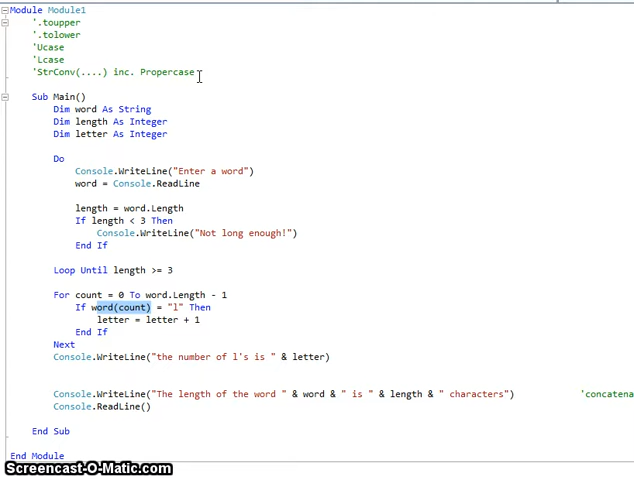 Module Module1
'.toupper
'.tolower
'Ucase
'Lcase
'StrConv(....) inc. Propercase
Sub Main()
Dim word As String
Dim length As Integer
Dim letter As Integer
Do
Console.WriteLine("Enter a word")
word = Console.ReadLine
length = word.Length
If length < 3 Then
Console.WriteLine("Not long enough!")
End If
Loop Until length >= 3
For count = 0 To word.Length - 1
If word(count) = "l" Then
letter = letter + 1
End If
Next
Console.WriteLine("the number of l's is " & letter)
Console.WriteLine("The length of the word " & word & " is " & length & " characters") 'concatena
Console.ReadLine()
End Sub
End Module
Screencast-O-Matic.com